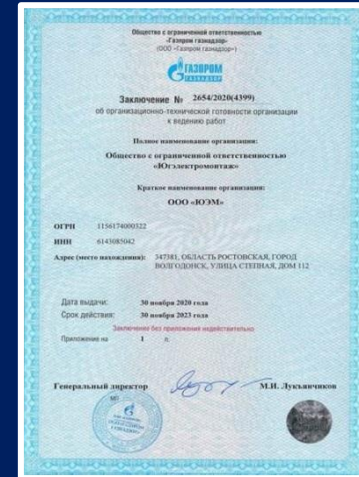 Общество с ограниченной ответственностью
«Газпром газнадзор»
(ООО «Газпром газнадзор»)
ГАЗПРОМ
ГАЗНАДЗОР
Заключение № 2654/2020(4399)
об организационно-технической готовности организации
к ведению работ
Полное наименование организации:
Общество с ограниченной ответственностью
«Югэлектромонтаж»
Краткое наименование организации:
ООО «ЮЭМ»
ОГРН 1156174000322
ИНН 6143085042
Адрес (место нахождения): 347381, ОБЛАСТЬ РОСТОВСКАЯ, ГОРОД
ВОЛГОДОНСК, УЛИЦА СТЕПНАЯ, ДОМ 112
Дата выдачи: 30 ноября 2020 года
Срок действия: 30 ноября 2023 года
Заключение без приложения недействительно
Приложение на 1 л.
Генеральный директор М.И. Лукьянчиков
МП